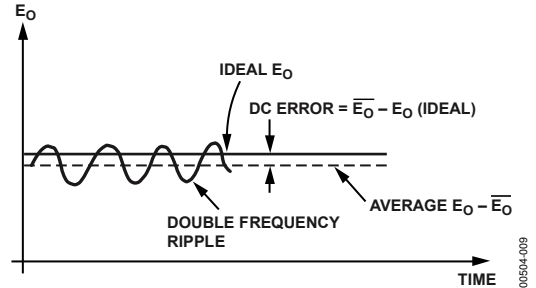 E_O
IDEAL E_O
DC ERROR = E̅_O̅ – E_O (IDEAL)
AVERAGE E_O – E̅_O̅
DOUBLE FREQUENCY
RIPPLE
TIME
00504-009